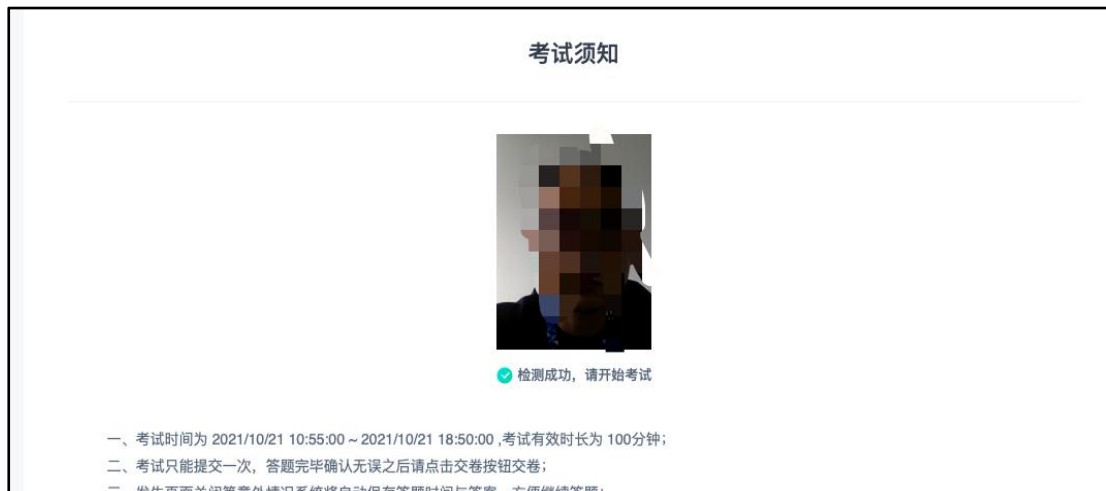 考试须知
检测成功，请开始考试
一、考试时间为 2021/10/21 10:55:00 ~ 2021/10/21 18:50:00 ,考试有效时长为 100分钟；
二、考试只能提交一次，答题完毕确认无误之后请点击交卷按钮交卷；